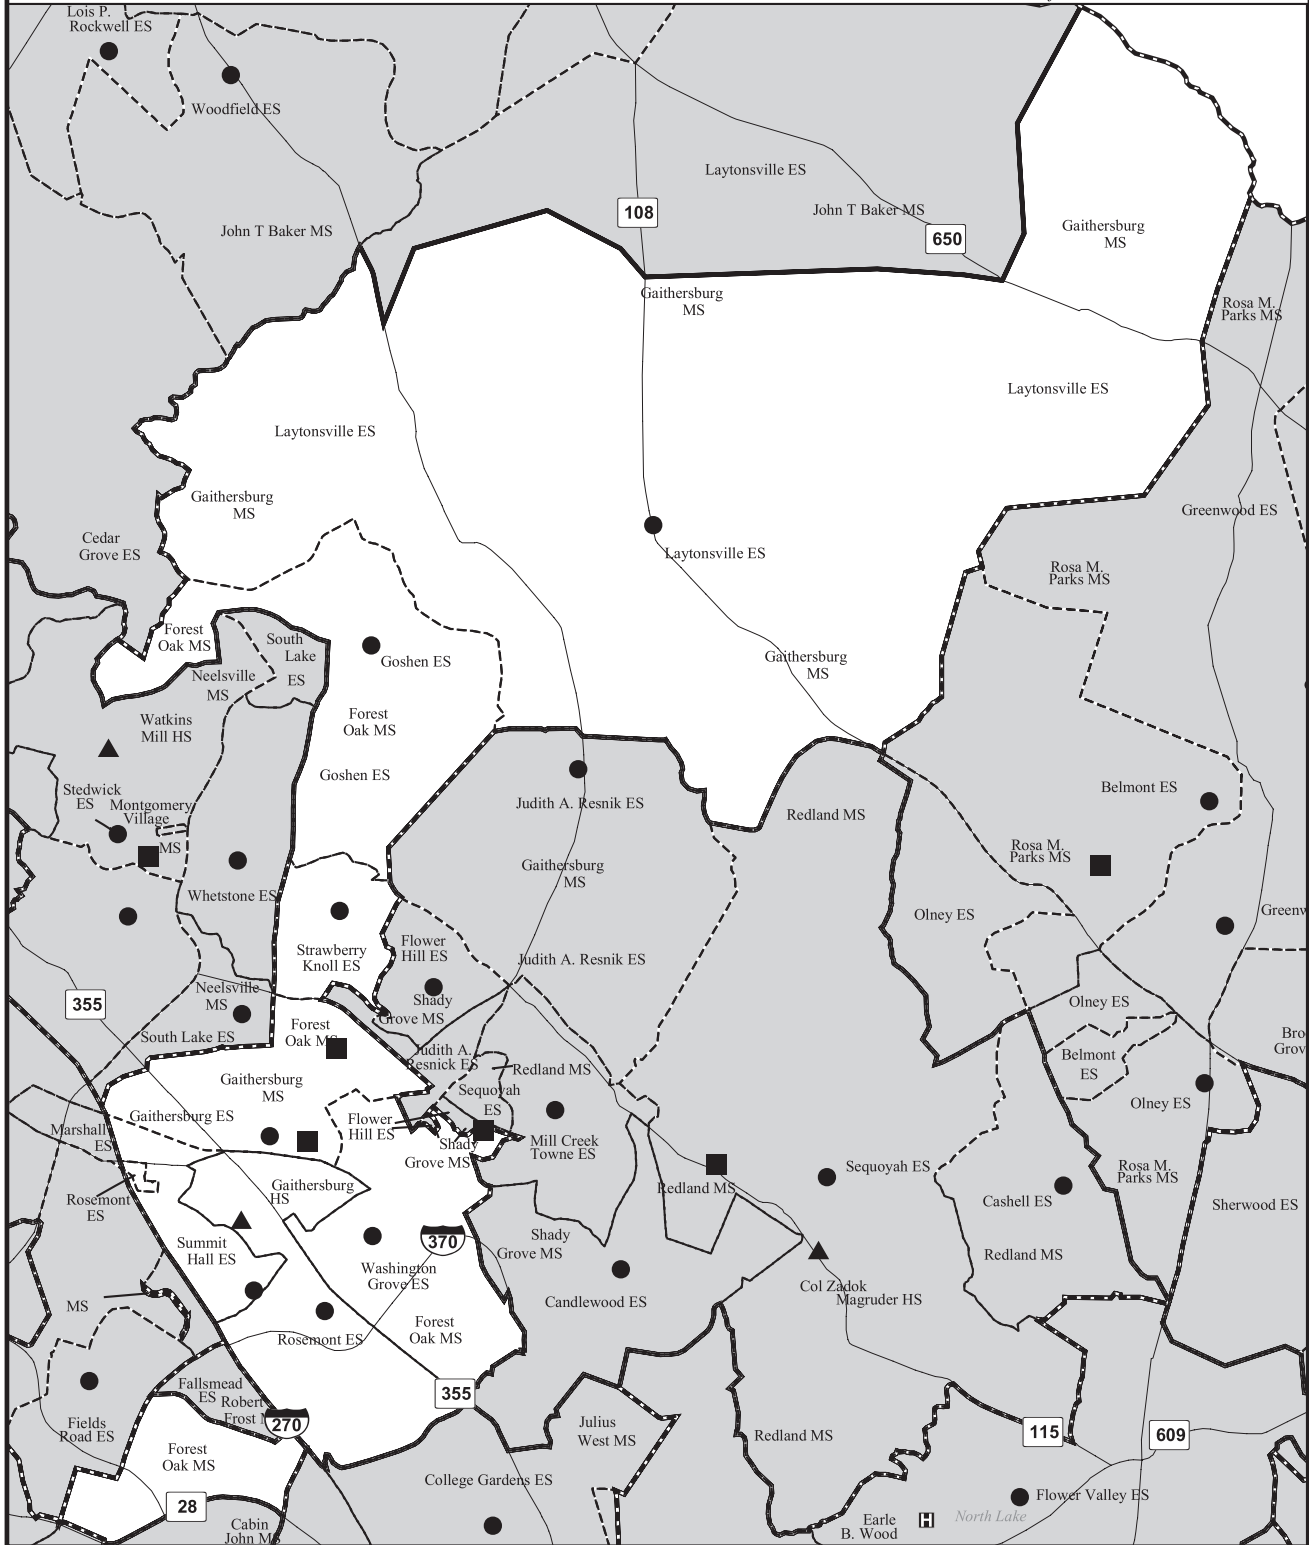 Lois P.
Rockwell ES
Woodfield ES
Laytonsville ES
John T Baker MS
108
650
John T Baker MS
Gaithersburg
MS
Gaithersburg
MS
Rosa M.
Parks MS
Laytonsville ES
Laytonsville ES
Gaithersburg
MS
Greenwood ES
Cedar
Grove ES
Laytonsville ES
Rosa M.
Parks MS
Forest
Oak MS
South
Lake
ES
Goshen ES
Gaithersburg
MS
Neelsville
MS
Watkins
Mill HS
Forest
Oak MS
Goshen ES
Stedwick
ES
Montgomery
Village
MS
Judith A. Resnik ES
Redland MS
Belmont ES
Rosa M.
Parks MS
Gaithersburg
MS
Whetstone ES
Olney ES
Greenw
Strawberry
Knoll ES
Flower
Hill ES
Judith A. Resnik ES
Neelsville
MS
355
Shady
Grove MS
Olney ES
South Lake ES
Forest
Oak MS
Judith A.
Resnick ES
Redland MS
Belmont
ES
Bro
Grov
Gaithersburg
MS
Sequoyah
ES
Gaithersburg ES
Flower
Hill ES
Olney ES
Marshall
ES
Shady
Grove MS
Mill Creek
Towne ES
Sequoyah ES
Rosa M.
Parks MS
Redland MS
Gaithersburg
HS
Rosemont
ES
Cashell ES
Sherwood ES
Summit
Hall ES
370
Shady
Grove MS
Redland MS
Washington
Grove ES
Col Zadok
Magruder HS
MS
Candlewood ES
Rosemont ES
Forest
Oak MS
Fallsmead
ES
Robert
Frost M
355
270
Fields
Road ES
Julius
West MS
Redland MS
115
609
Forest
Oak MS
College Gardens ES
28
Flower Valley ES
Cabin
John MS
Earle
B. Wood
H
North Lake